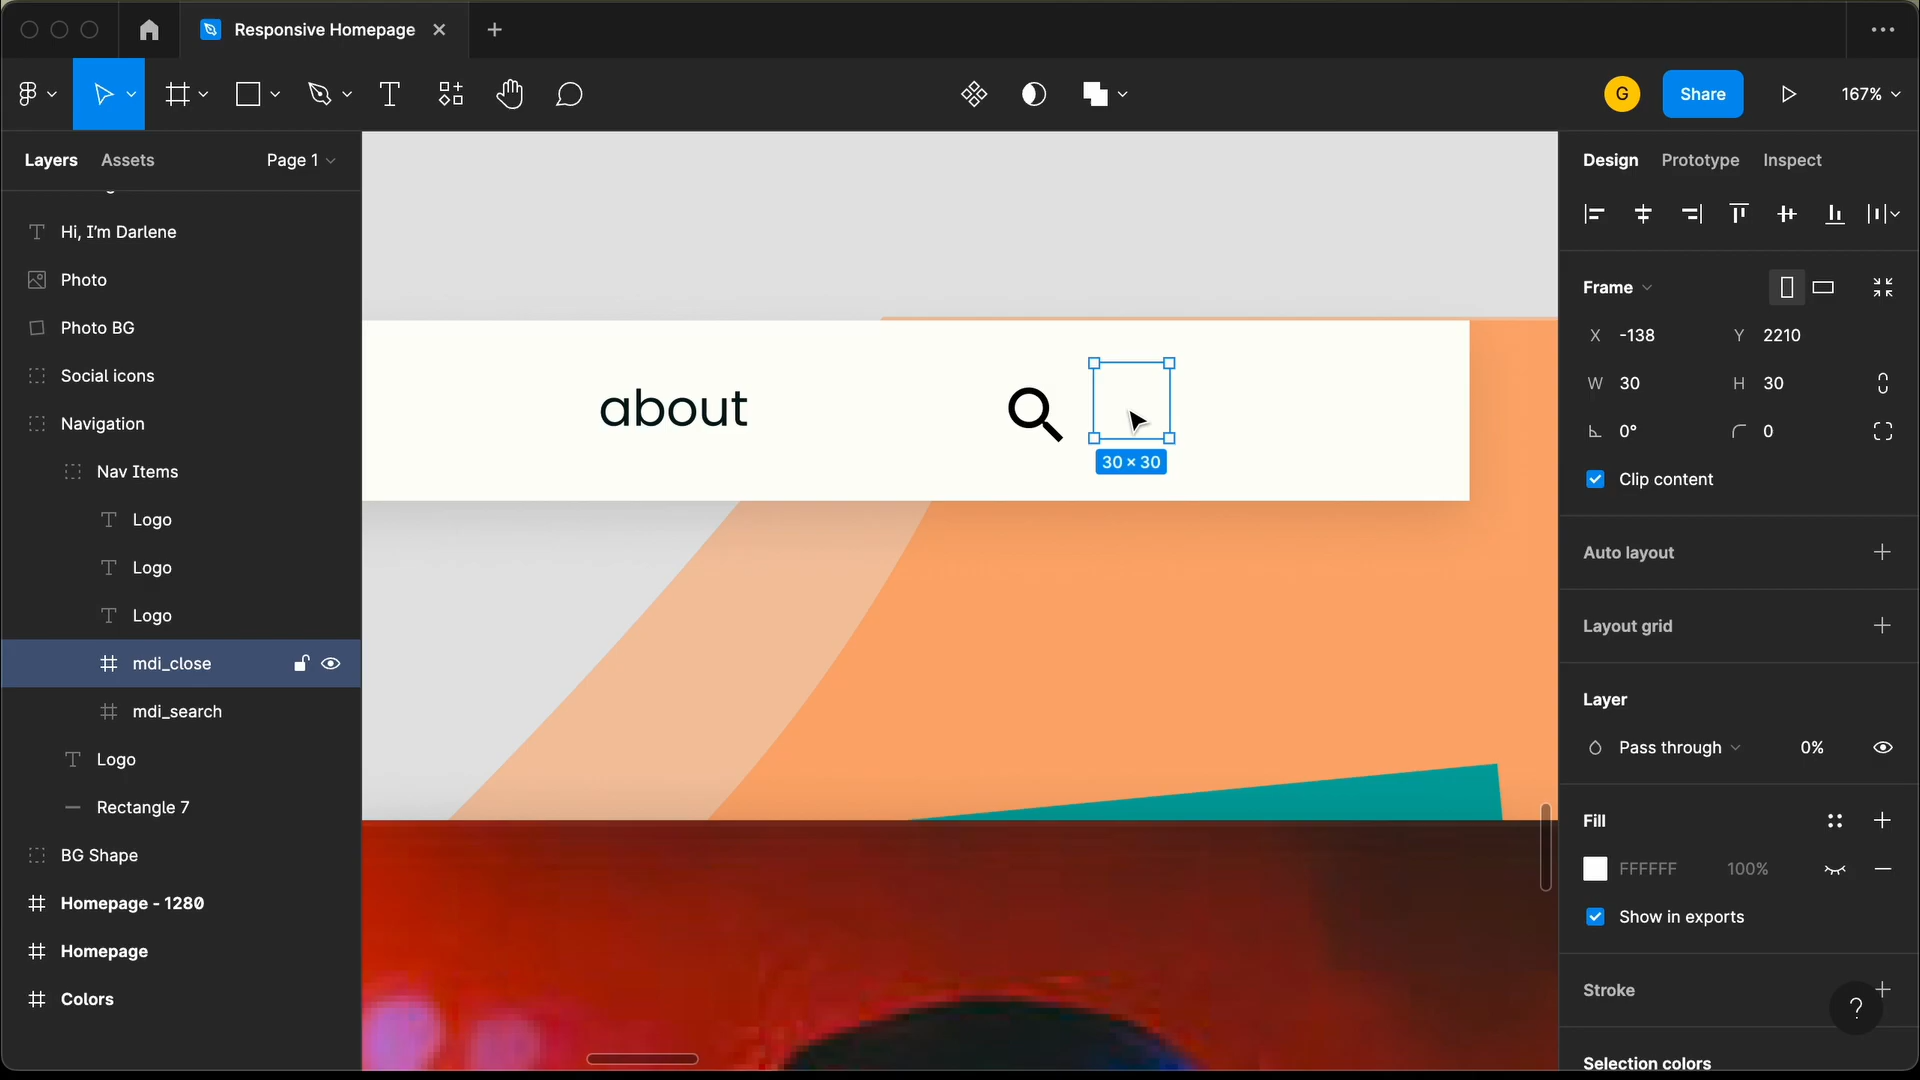 Responsive Homepage
G
Share
167%
Layers
Assets
Page 1
Hi, I'm Darlene
Photo
Photo BG
Social icons
Navigation
Nav Items
Logo
Logo
Logo
mdi_close
mdi_search
Logo
Rectangle 7
BG Shape
Homepage - 1280
Homepage
Colors
about
30 × 30
Design
Prototype
Inspect
Frame
X -138
Y 2210
W 30
H 30
0°
0
Clip content
Auto layout
Layout grid
Layer
Pass through
0%
Fill
FFFFFF
100%
Show in exports
Stroke
?
Selection colors